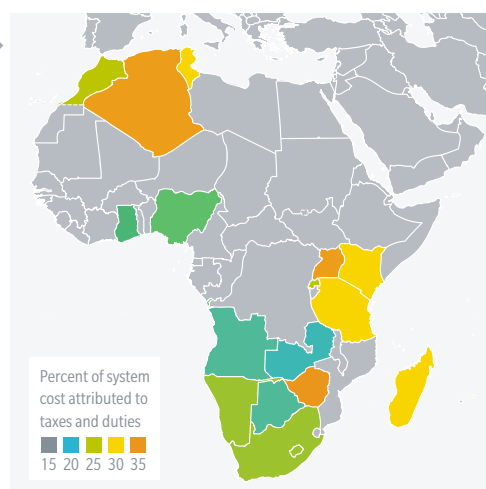 Percent of system
cost attributed to
taxes and duties
15 20 25 30 35